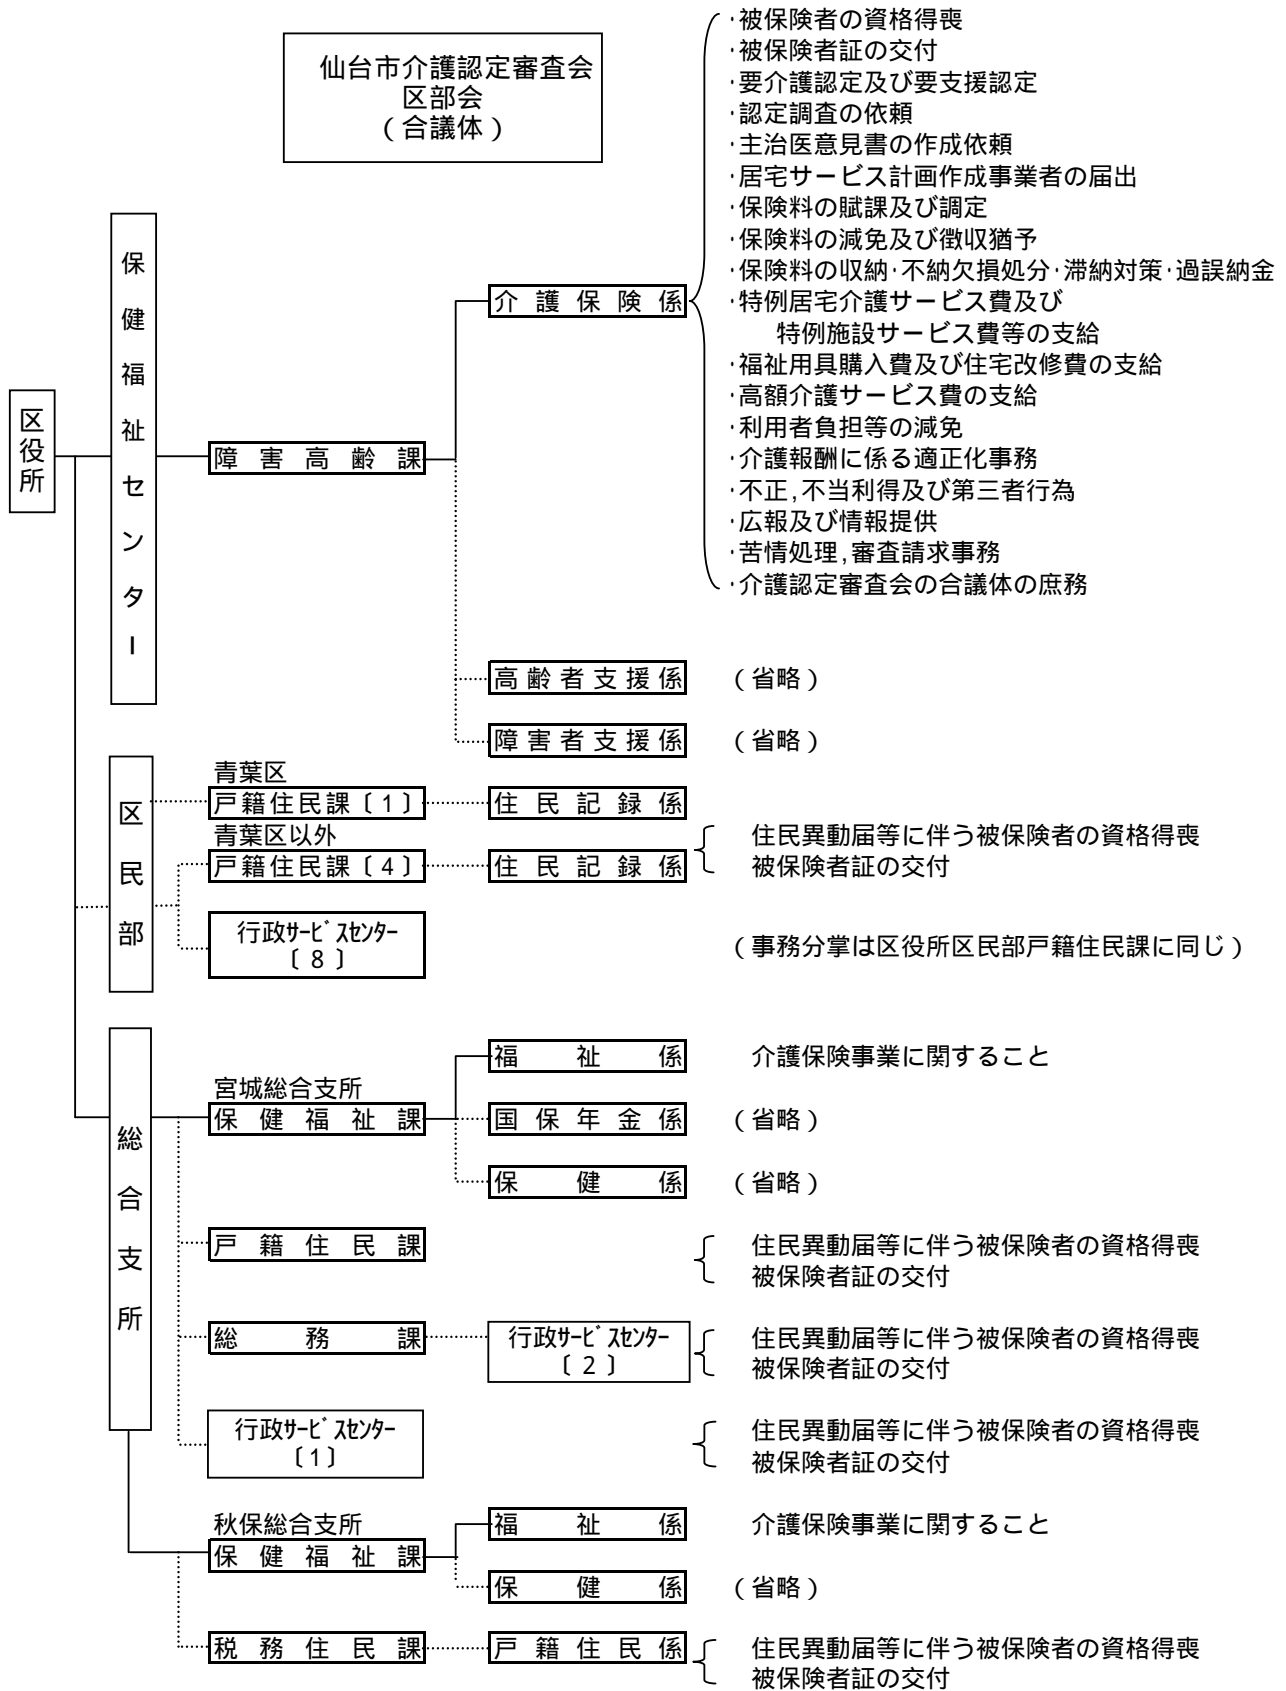 仙台市介護認定審査会
区部会
(合議体)
区役所
保健福祉センター
障害高齢課
介護保険係
･被保険者の資格得喪
･被保険者証の交付
･要介護認定及び要支援認定
･認定調査の依頼
･主治医意見書の作成依頼
･居宅サービス計画作成事業者の届出
･保険料の賦課及び調定
･保険料の減免及び徴収猶予
･保険料の収納･不納欠損処分･滞納対策･過誤納金
･特例居宅介護サービス費及び
特例施設サービス費等の支給
･福祉用具購入費及び住宅改修費の支給
･高額介護サービス費の支給
･利用者負担等の減免
･介護報酬に係る適正化事務
･不正,不当利得及び第三者行為
･広報及び情報提供
･苦情処理,審査請求事務
･介護認定審査会の合議体の庶務
高齢者支援係
(省略)
障害者支援係
(省略)
区民部
青葉区
戸籍住民課〔1〕
住民記録係
青葉区以外
戸籍住民課〔4〕
住民記録係
住民異動届等に伴う被保険者の資格得喪
被保険者証の交付
行政ｻｰﾋﾞｽｾﾝﾀｰ
〔8〕
(事務分掌は区役所区民部戸籍住民課に同じ)
総合支所
宮城総合支所
保健福祉課
福祉係
介護保険事業に関すること
国保年金係
(省略)
保健係
(省略)
戸籍住民課
住民異動届等に伴う被保険者の資格得喪
被保険者証の交付
総務課
行政ｻｰﾋﾞｽｾﾝﾀｰ
〔2〕
住民異動届等に伴う被保険者の資格得喪
被保険者証の交付
行政ｻｰﾋﾞｽｾﾝﾀｰ
〔1〕
住民異動届等に伴う被保険者の資格得喪
被保険者証の交付
秋保総合支所
保健福祉課
福祉係
介護保険事業に関すること
保健係
(省略)
税務住民課
戸籍住民係
住民異動届等に伴う被保険者の資格得喪
被保険者証の交付